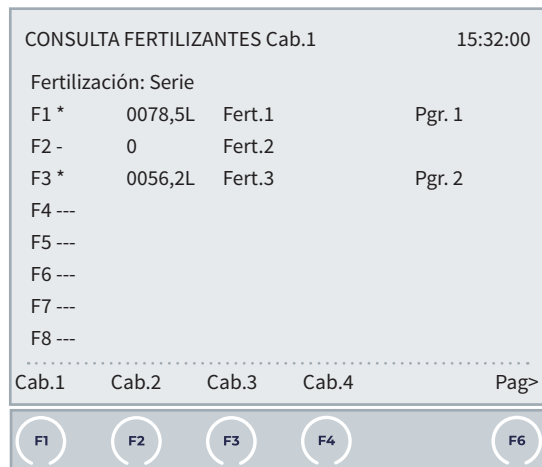 CONSULTA FERTILIZANTES Cab.1 15:32:00
Fertilización: Serie
F1 * 0078,5L Fert.1 Pgr. 1
F2 - 0 Fert.2
F3 * 0056,2L Fert.3 Pgr. 2
F4 ---
F5 ---
F6 ---
F7 ---
F8 ---
Cab.1 Cab.2 Cab.3 Cab.4 Pag>
F1 F2 F3 F4 F6